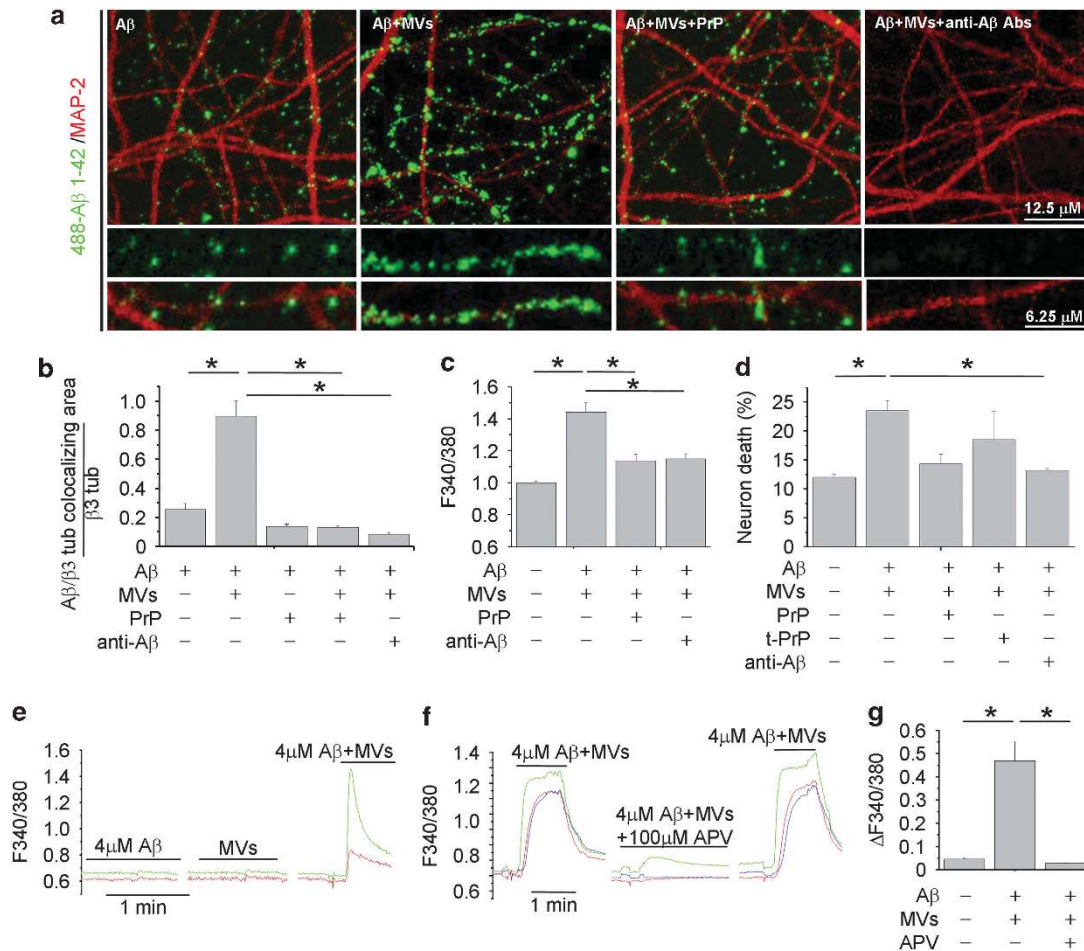 a
Aβ
Aβ+MVs
Aβ+MVs+PrP
Aβ+MVs+anti-Aβ Abs
488-Aβ 1-42 /MAP-2
12.5 μM
6.25 μM
b
Aβ/β3 tub colocalizing area
β3 tub
1.0
0.8
0.6
0.4
0.2
0
* * *
Aβ + + + + +
MVs − + − + +
PrP − − + + −
anti-Aβ − − − − +
c
F340/380
1.6
1.4
1.2
1.0
0.8
0.6
* * *
Aβ − + + +
MVs − + + +
PrP − − + −
anti-Aβ − − − +
d
Neuron death (%)
25
20
15
10
5
0
* *
Aβ − + + + +
MVs − + + + +
PrP − − + − −
t-PrP − − − + −
anti-Aβ − − − − +
e
F340/380
1.6
1.4
1.2
1.0
0.8
0.6
4μM Aβ
MVs
4μM Aβ+MVs
1 min
f
F340/380
1.6
1.4
1.2
1.0
0.8
0.6
4μM Aβ+MVs
4μM Aβ+MVs
+100μM APV
4μM Aβ+MVs
1 min
g
ΔF340/380
0.6
0.5
0.4
0.3
0.2
0.1
0
* *
Aβ − + +
MVs − + +
APV − − +